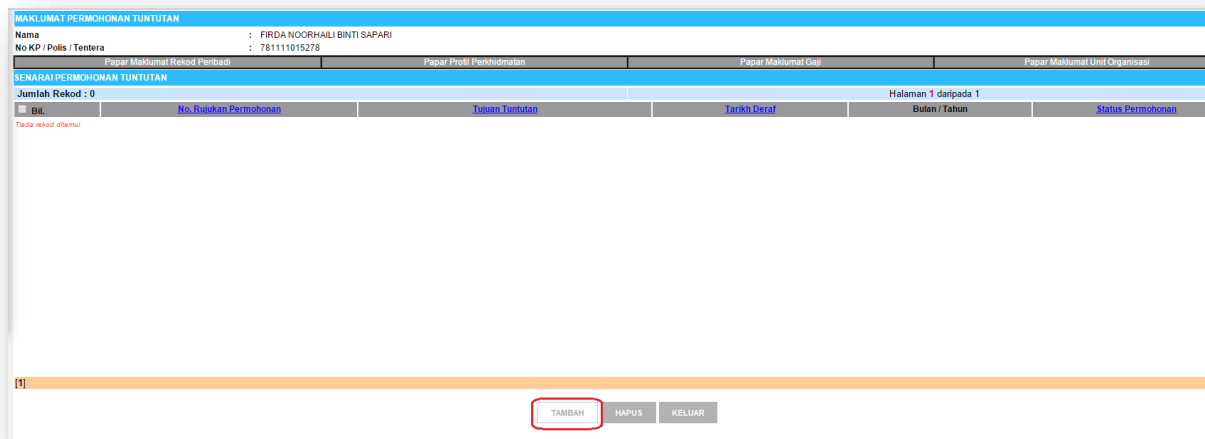 MAKLUMAT PERMOHONAN TUNTUTAN
Nama : FIRDA NOORHAILI BINTI SAPARI
No KP / Polis / Tentera : 781111015278
Papar Maklumat Rekod Peribadi Papar Profil Perkhidmatan Papar Maklumat Gaji Papar Maklumat Unit Organisasi
SENARAI PERMOHONAN TUNTUTAN
Jumlah Rekod : 0 Halaman 1 daripada 1
Bil. No. Rujukan Permohonan Tujuan Tuntutan Tarikh Deraf Bulan / Tahun Status Permohonan
Tiada rekod ditemui
[1]
TAMBAH HAPUS KELUAR